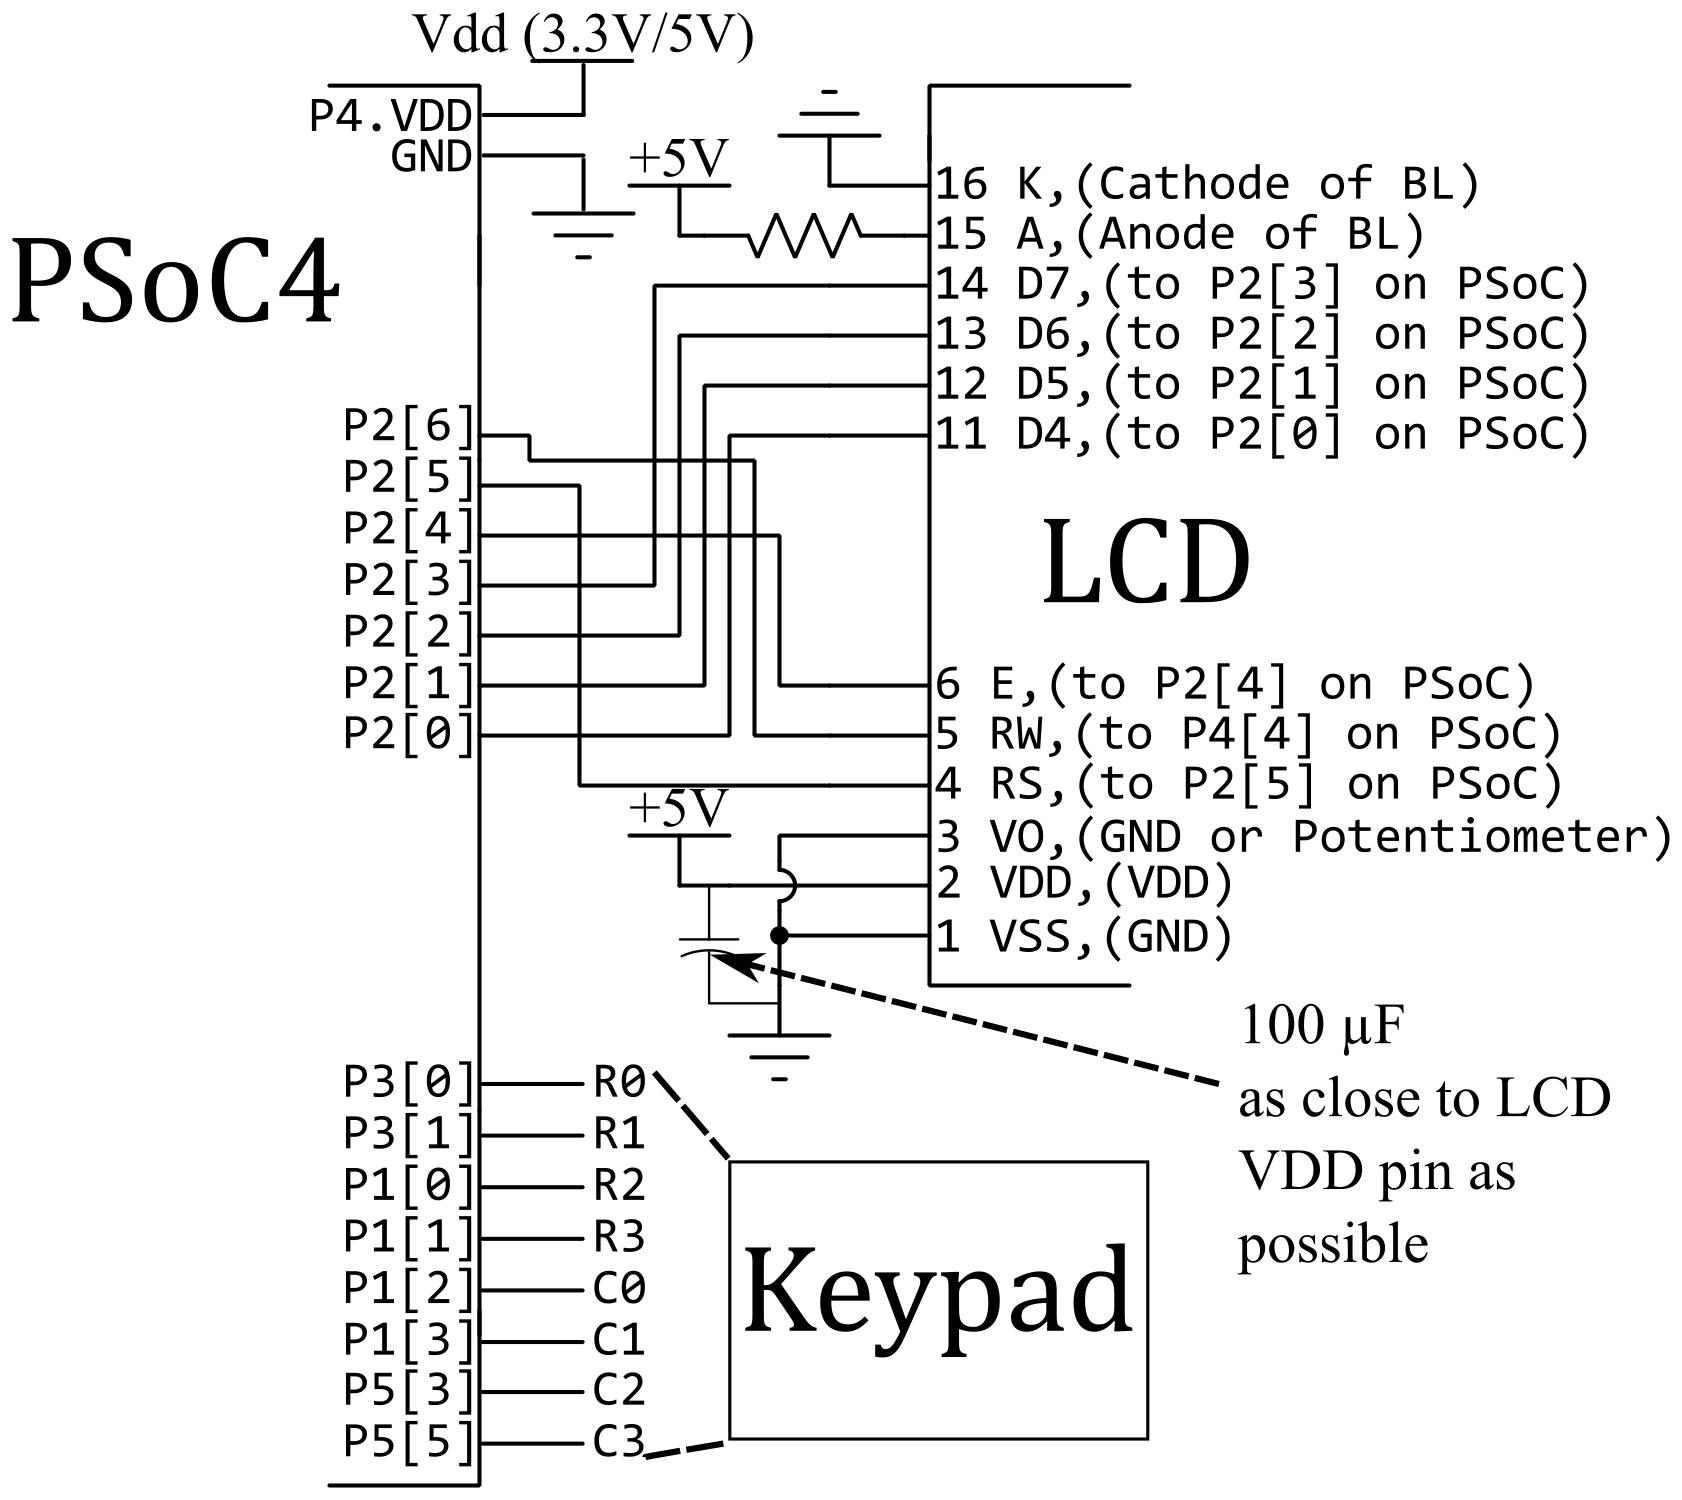 Vdd (3.3V/5V)
P4.VDD
GND
PSoC4
+5V
16 K,(Cathode of BL)
15 A,(Anode of BL)
14 D7,(to P2[3] on PSoC)
13 D6,(to P2[2] on PSoC)
12 D5,(to P2[1] on PSoC)
11 D4,(to P2[0] on PSoC)
P2[6]
P2[5]
P2[4]
P2[3]
P2[2]
P2[1]
P2[0]
LCD
6 E,(to P2[4] on PSoC)
5 RW,(to P4[4] on PSoC)
4 RS,(to P2[5] on PSoC)
+5V
3 VO,(GND or Potentiometer)
2 VDD,(VDD)
1 VSS,(GND)
100 µF
as close to LCD
VDD pin as
possible
P3[0] R0
P3[1] R1
P1[0] R2
P1[1] R3
P1[2] C0
P1[3] C1
P5[3] C2
P5[5] C3
Keypad